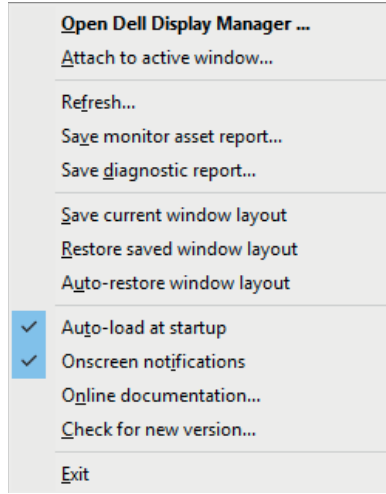 Open Dell Display Manager ...
Attach to active window...
Refresh...
Save monitor asset report...
Save diagnostic report...
Save current window layout
Restore saved window layout
Auto-restore window layout
Auto-load at startup
Onscreen notifications
Online documentation...
Check for new version...
Exit